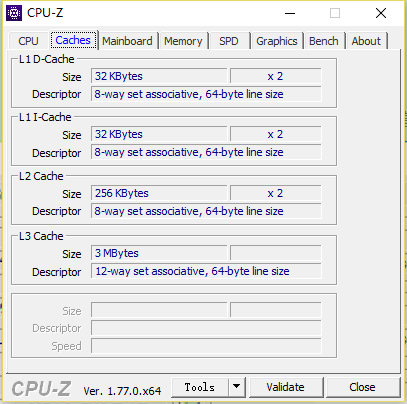 CPU-Z
CPU Caches Mainboard Memory SPD Graphics Bench About
L1 D-Cache
Size 32 KBytes x 2
Descriptor 8-way set associative, 64-byte line size
L1 I-Cache
Size 32 KBytes x 2
Descriptor 8-way set associative, 64-byte line size
L2 Cache
Size 256 KBytes x 2
Descriptor 8-way set associative, 64-byte line size
L3 Cache
Size 3 MBytes
Descriptor 12-way set associative, 64-byte line size
Size
Descriptor
Speed
CPU-Z Ver. 1.77.0.x64 Tools Validate Close